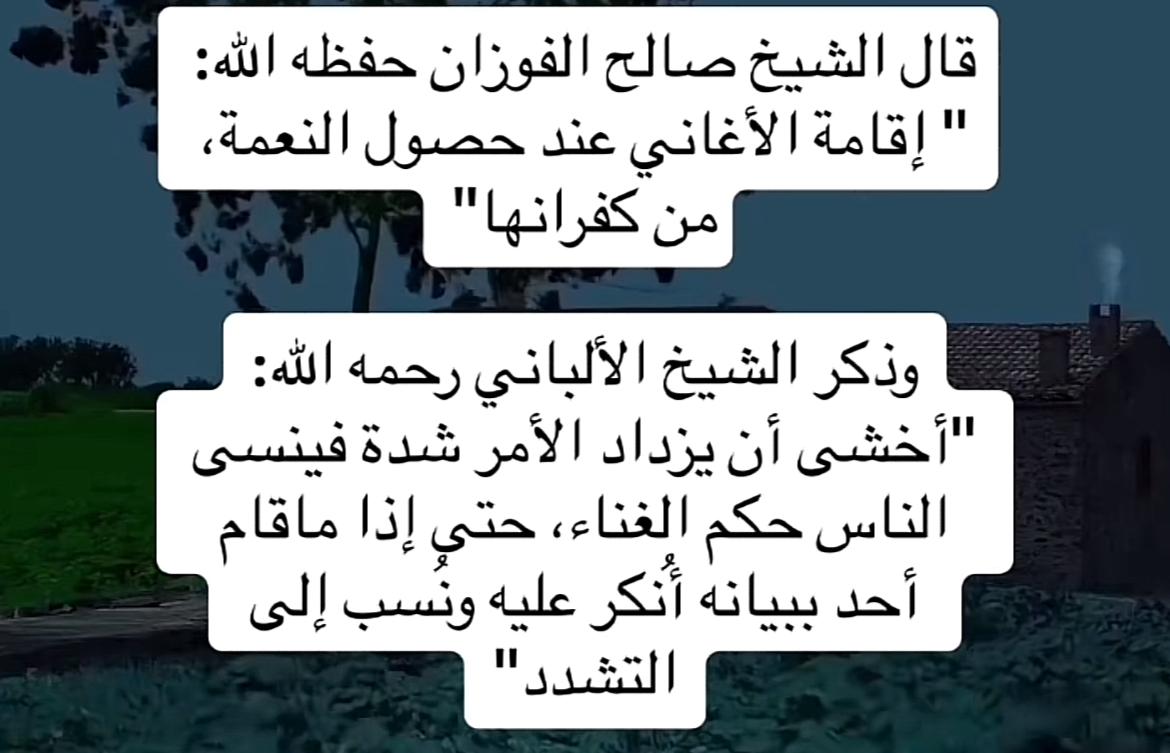 قال الشيخ صالح الفوزان حفظه الله:
" إقامة الأغاني عند حصول النعمة،
من كفرانها"
وذكر الشيخ الألباني رحمه الله:
"أخشى أن يزداد الأمر شدة فينسى
الناس حكم الغناء، حتى إذا ماقام
أحد ببيانه أُنكر عليه ونُسب إلى
التشدد"